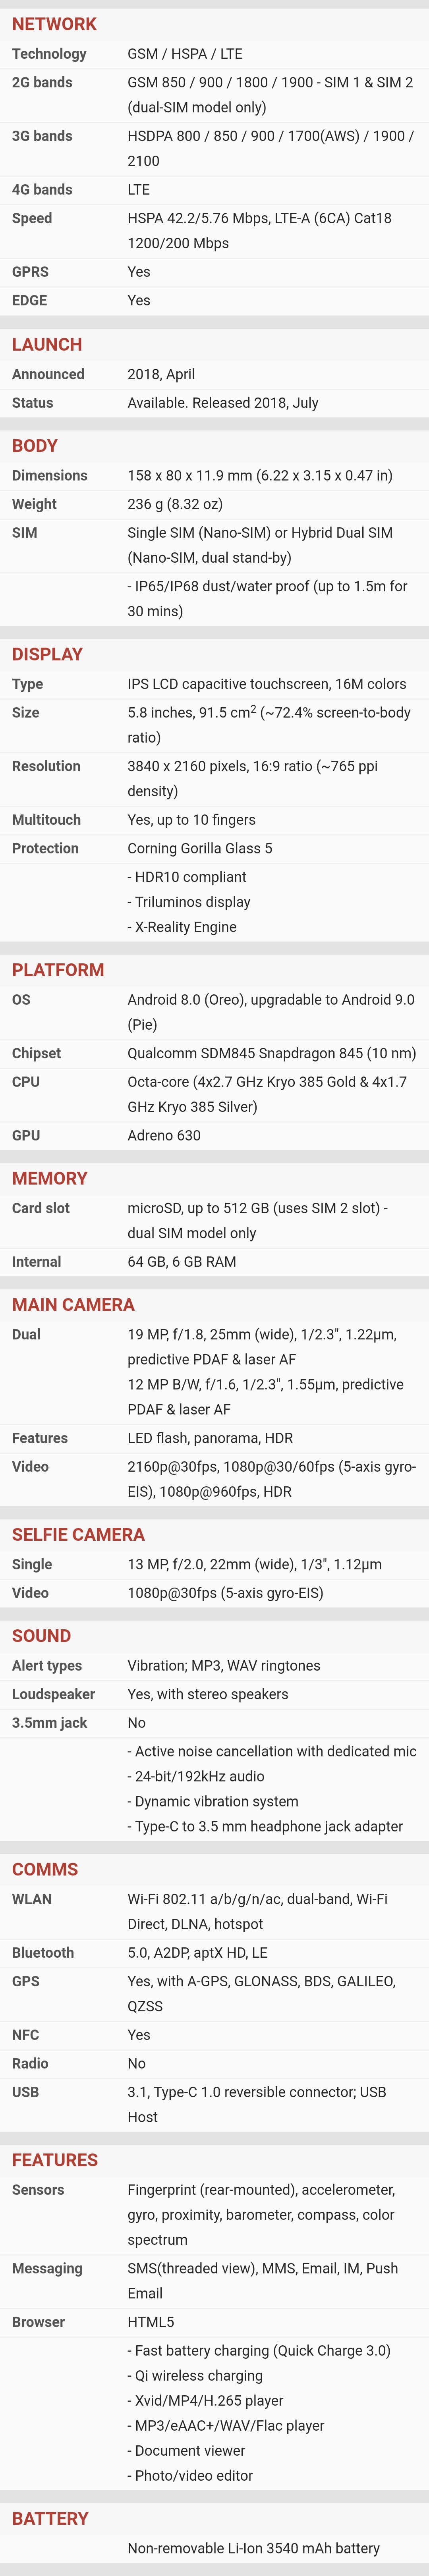 NETWORK
Technology GSM / HSPA / LTE
2G bands GSM 850 / 900 / 1800 / 1900 - SIM 1 & SIM 2
(dual-SIM model only)
3G bands HSDPA 800 / 850 / 900 / 1700(AWS) / 1900 /
2100
4G bands LTE
Speed HSPA 42.2/5.76 Mbps, LTE-A (6CA) Cat18
1200/200 Mbps
GPRS Yes
EDGE Yes
LAUNCH
Announced 2018, April
Status Available. Released 2018, July
BODY
Dimensions 158 x 80 x 11.9 mm (6.22 x 3.15 x 0.47 in)
Weight 236 g (8.32 oz)
SIM Single SIM (Nano-SIM) or Hybrid Dual SIM
(Nano-SIM, dual stand-by)
- IP65/IP68 dust/water proof (up to 1.5m for
30 mins)
DISPLAY
Type IPS LCD capacitive touchscreen, 16M colors
Size 5.8 inches, 91.5 cm² (~72.4% screen-to-body
ratio)
Resolution 3840 x 2160 pixels, 16:9 ratio (~765 ppi
density)
Multitouch Yes, up to 10 fingers
Protection Corning Gorilla Glass 5
- HDR10 compliant
- Triluminos display
- X-Reality Engine
PLATFORM
OS Android 8.0 (Oreo), upgradable to Android 9.0
(Pie)
Chipset Qualcomm SDM845 Snapdragon 845 (10 nm)
CPU Octa-core (4x2.7 GHz Kryo 385 Gold & 4x1.7
GHz Kryo 385 Silver)
GPU Adreno 630
MEMORY
Card slot microSD, up to 512 GB (uses SIM 2 slot) -
dual SIM model only
Internal 64 GB, 6 GB RAM
MAIN CAMERA
Dual 19 MP, f/1.8, 25mm (wide), 1/2.3", 1.22µm,
predictive PDAF & laser AF
12 MP B/W, f/1.6, 1/2.3", 1.55µm, predictive
PDAF & laser AF
Features LED flash, panorama, HDR
Video 2160p@30fps, 1080p@30/60fps (5-axis gyro-
EIS), 1080p@960fps, HDR
SELFIE CAMERA
Single 13 MP, f/2.0, 22mm (wide), 1/3", 1.12µm
Video 1080p@30fps (5-axis gyro-EIS)
SOUND
Alert types Vibration; MP3, WAV ringtones
Loudspeaker Yes, with stereo speakers
3.5mm jack No
- Active noise cancellation with dedicated mic
- 24-bit/192kHz audio
- Dynamic vibration system
- Type-C to 3.5 mm headphone jack adapter
COMMS
WLAN Wi-Fi 802.11 a/b/g/n/ac, dual-band, Wi-Fi
Direct, DLNA, hotspot
Bluetooth 5.0, A2DP, aptX HD, LE
GPS Yes, with A-GPS, GLONASS, BDS, GALILEO,
QZSS
NFC Yes
Radio No
USB 3.1, Type-C 1.0 reversible connector; USB
Host
FEATURES
Sensors Fingerprint (rear-mounted), accelerometer,
gyro, proximity, barometer, compass, color
spectrum
Messaging SMS(threaded view), MMS, Email, IM, Push
Email
Browser HTML5
- Fast battery charging (Quick Charge 3.0)
- Qi wireless charging
- Xvid/MP4/H.265 player
- MP3/eAAC+/WAV/Flac player
- Document viewer
- Photo/video editor
BATTERY
Non-removable Li-Ion 3540 mAh battery